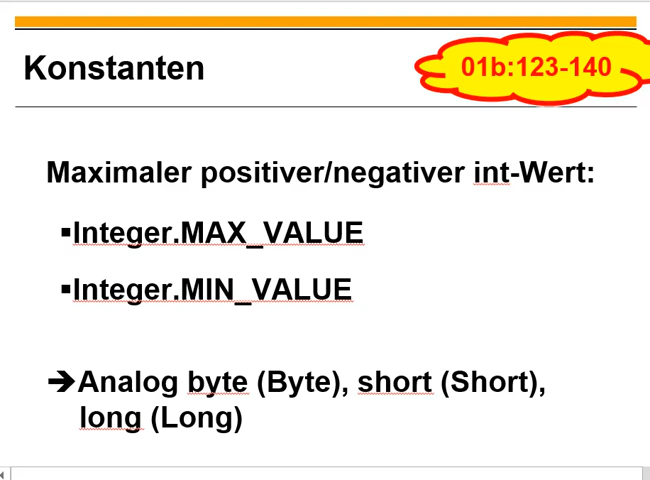 Konstanten
01b:123-140
Maximaler positiver/negativer int-Wert:
▪Integer.MAX_VALUE
▪Integer.MIN_VALUE
➔Analog byte (Byte), short (Short),
long (Long)